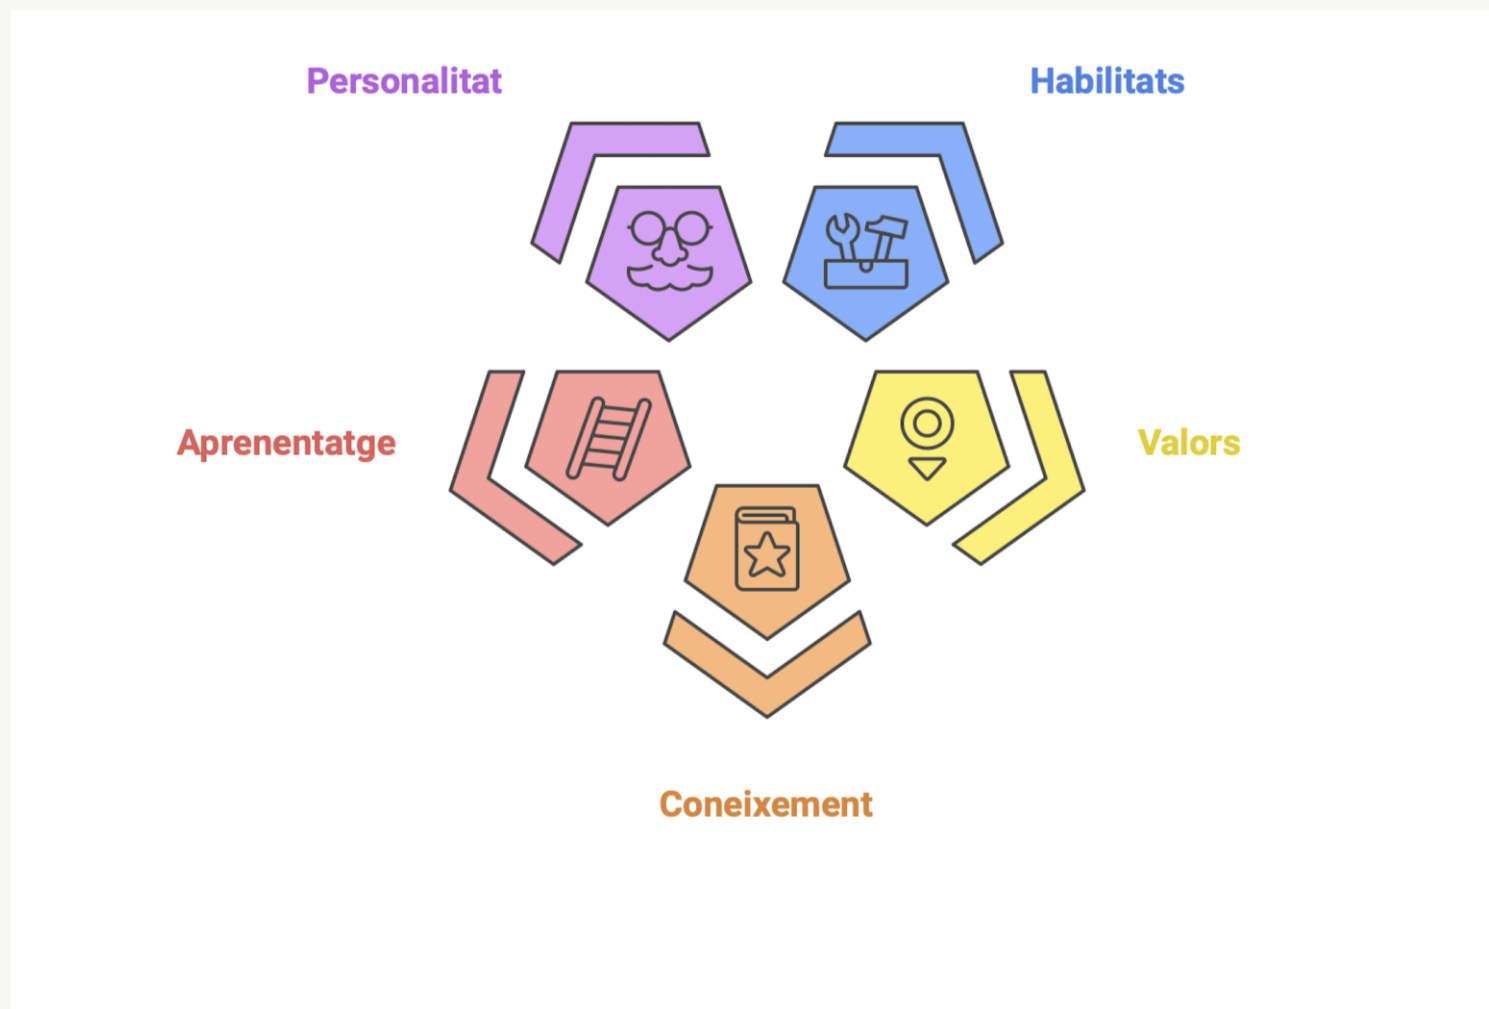 Personalitat
Habilitats
Aprenentatge
Valors
Coneixement